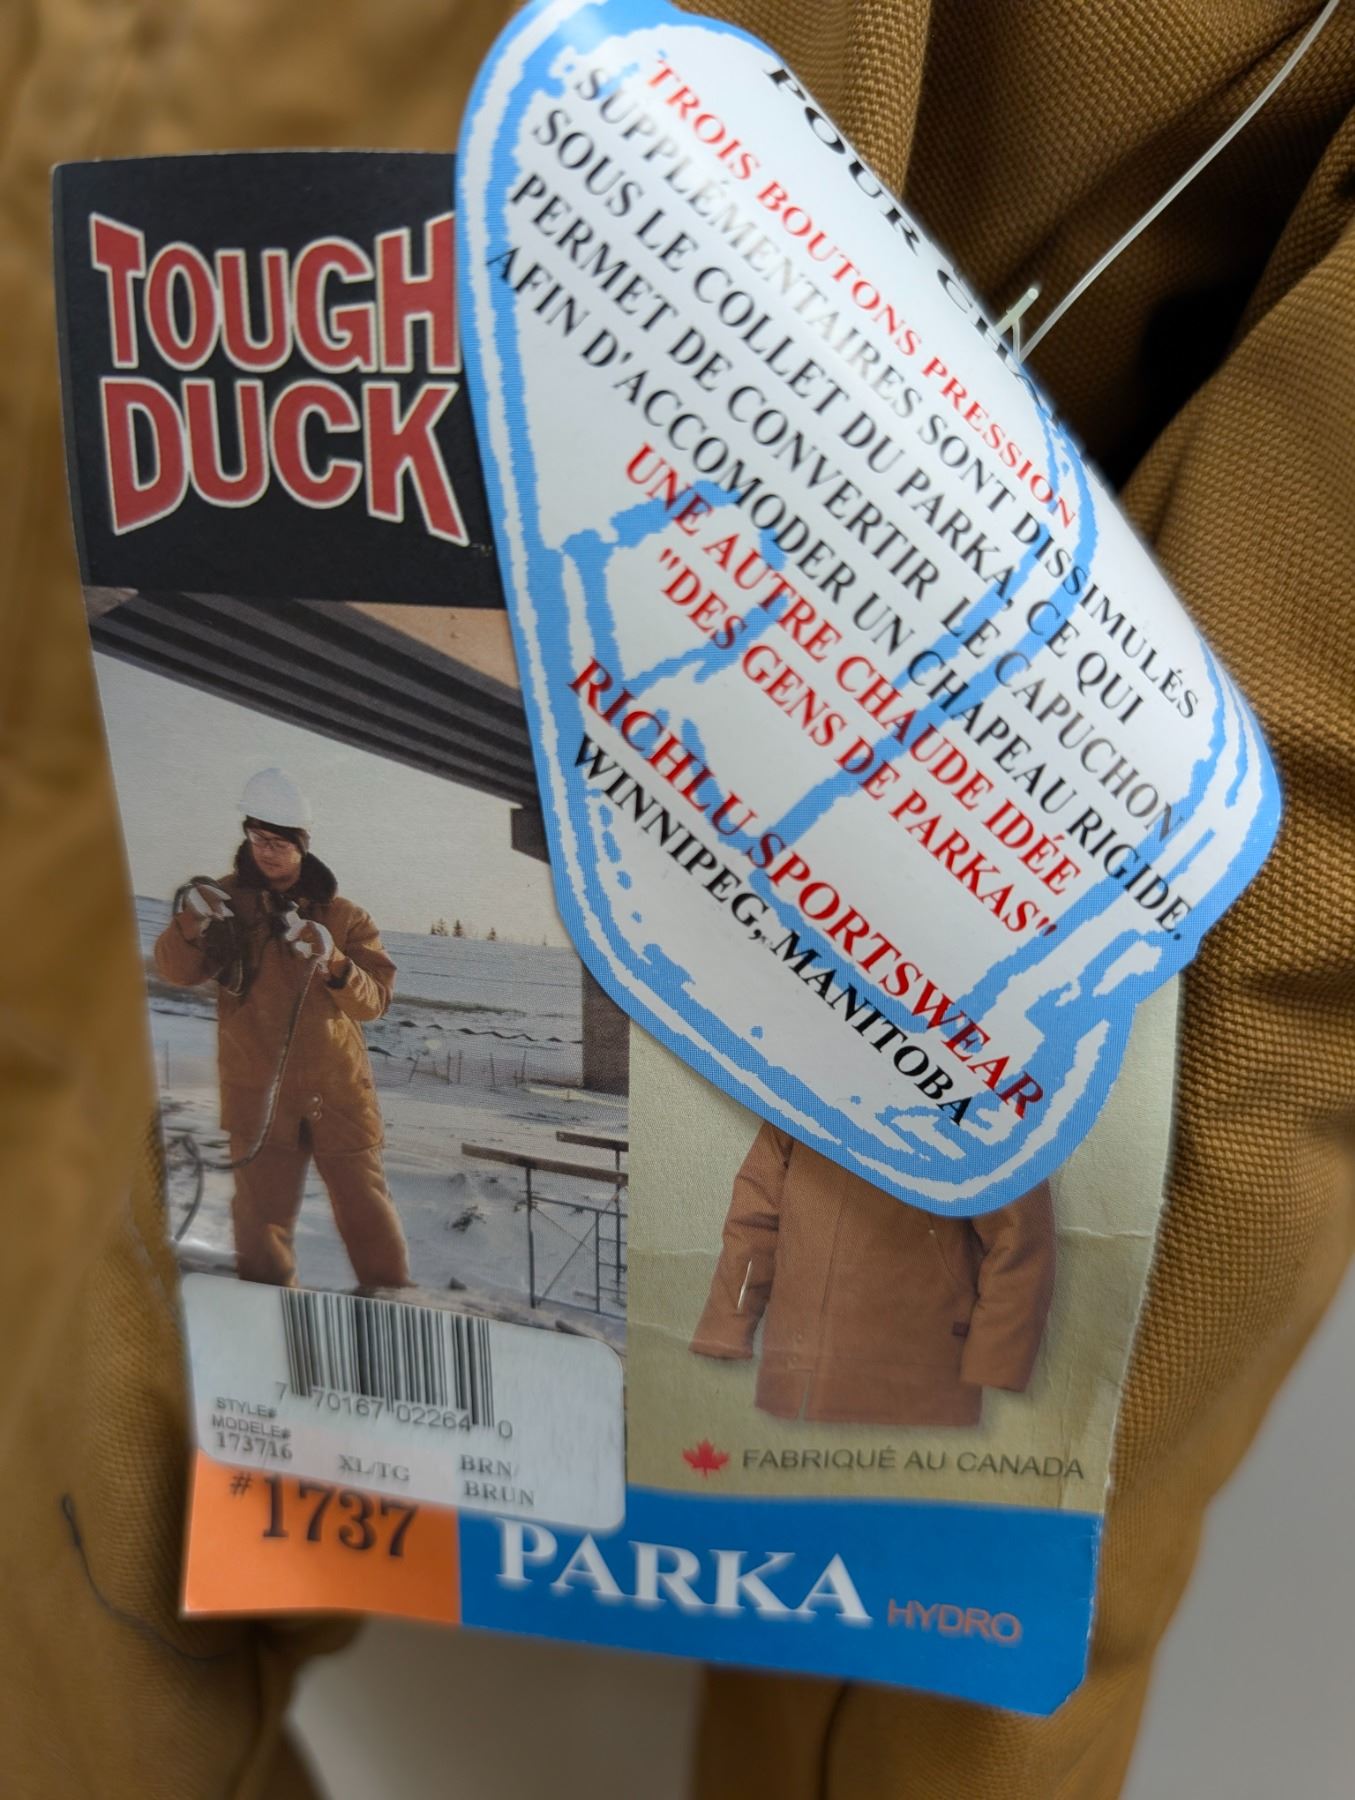 TOUGH
DUCK
POUR
TROIS BOUTONS PRESSION
SUPPLÉMENTAIRES SONT DISSIMULÉS
SOUS LE COLLET DU PARKA, CE QUI
PERMET DE CONVERTIR LE CAPUCHON
AFIN D'ACCOMODER UN CHAPEAU RIGIDE.
UNE AUTRE CHAUDE IDÉE
"DES GENS DE PARKAS"
RICHLU SPORTSWEAR
WINNIPEG, MANITOBA
7 70167 02264 0
STYLE#
MODELE#
173716 XL/TG BRN/
BRUN
FABRIQUÉ AU CANADA
#1737
PARKA HYDRO